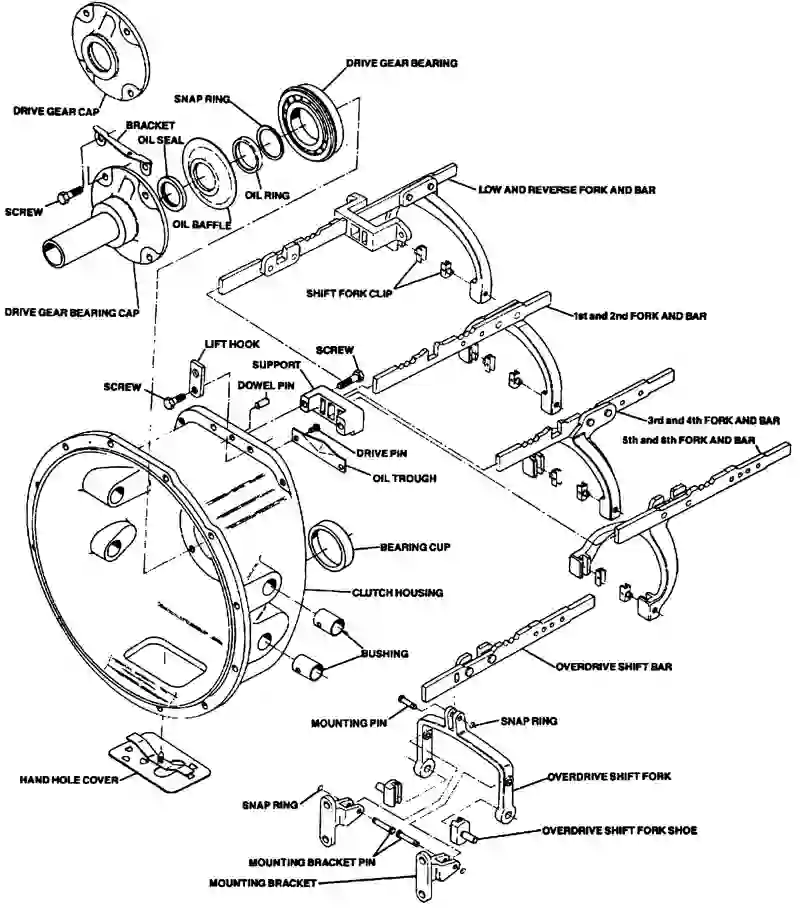 DRIVE GEAR BEARING
SNAP RING
DRIVE GEAR CAP
BRACKET
OIL SEAL
LOW AND REVERSE FORK AND BAR
OIL RING
SCREW
OIL BAFFLE
SHIFT FORK CLIP
DRIVE GEAR BEARING CAP
1st and 2nd FORK AND BAR
LIFT HOOK
SCREW
SUPPORT
DOWEL PIN
SCREW
3rd and 4th FORK AND BAR
5th and 6th FORK AND BAR
DRIVE PIN
OIL TROUGH
BEARING CUP
CLUTCH HOUSING
BUSHING
OVERDRIVE SHIFT BAR
MOUNTING PIN
SNAP RING
HAND HOLE COVER
OVERDRIVE SHIFT FORK
SNAP RING
OVERDRIVE SHIFT FORK SHOE
MOUNTING BRACKET PIN
MOUNTING BRACKET